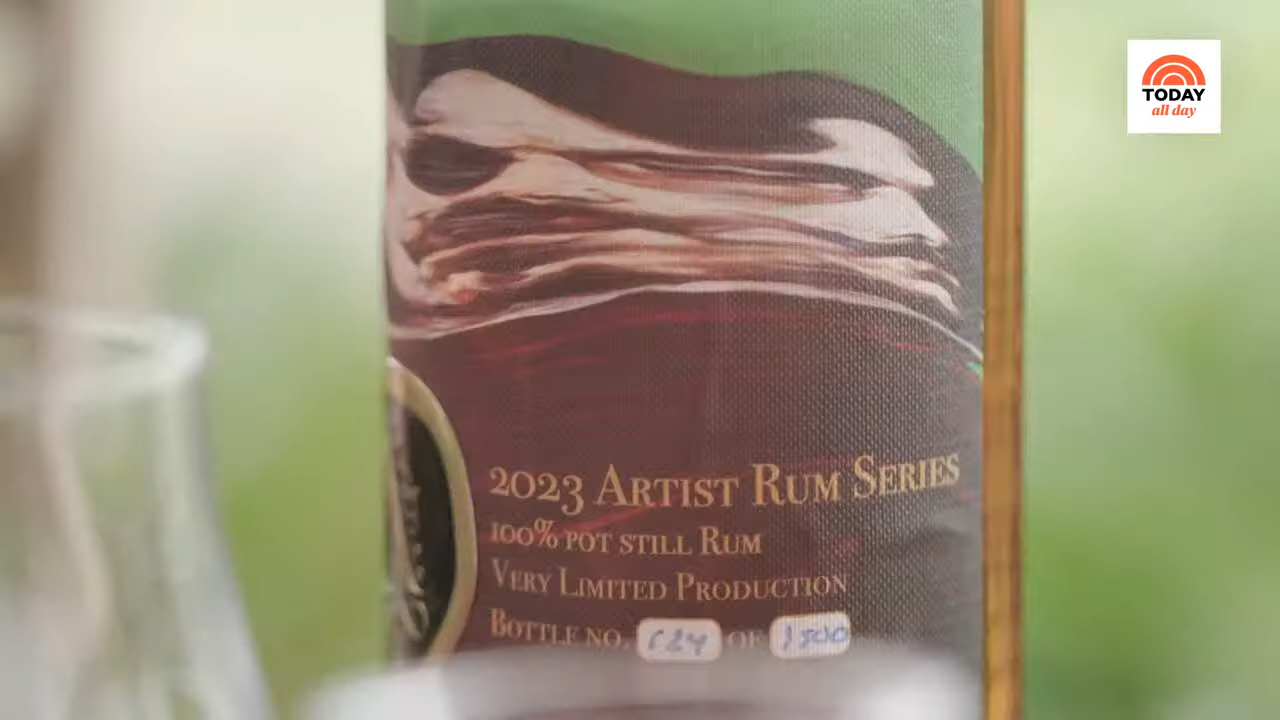 TODAY
all day
2023 Artist Rum Series
100% pot still Rum
Very Limited Production
Bottle no. of 1500